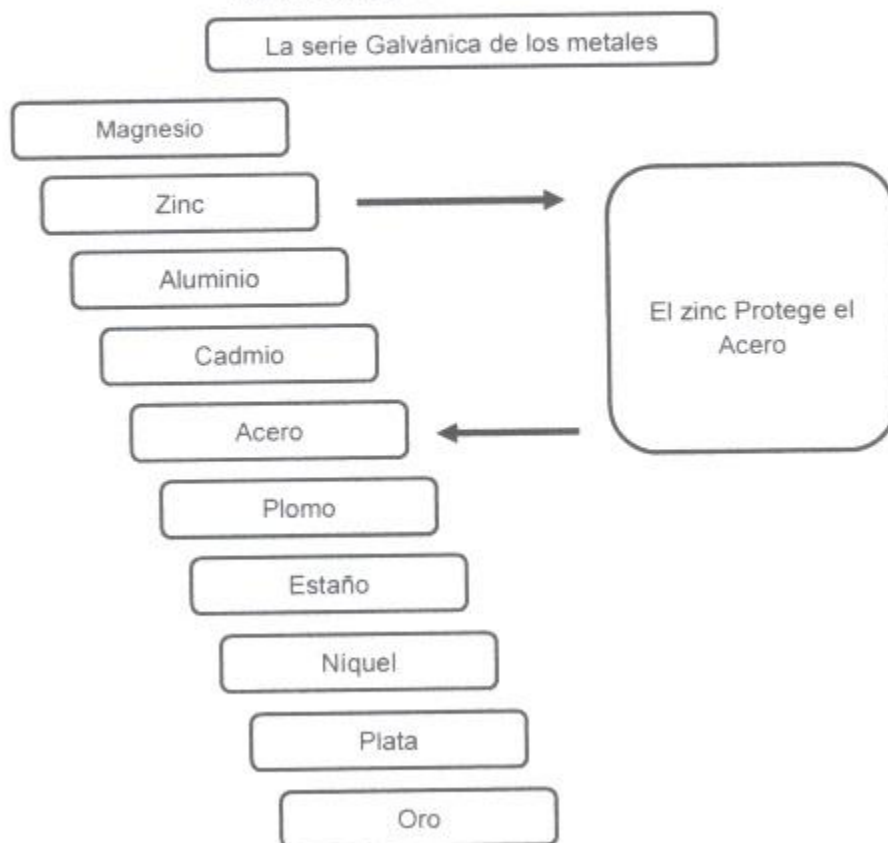 La serie Galvánica de los metales
Magnesio
Zinc
Aluminio
Cadmio
Acero
Plomo
Estaño
Níquel
Plata
Oro
El zinc Protege el
Acero